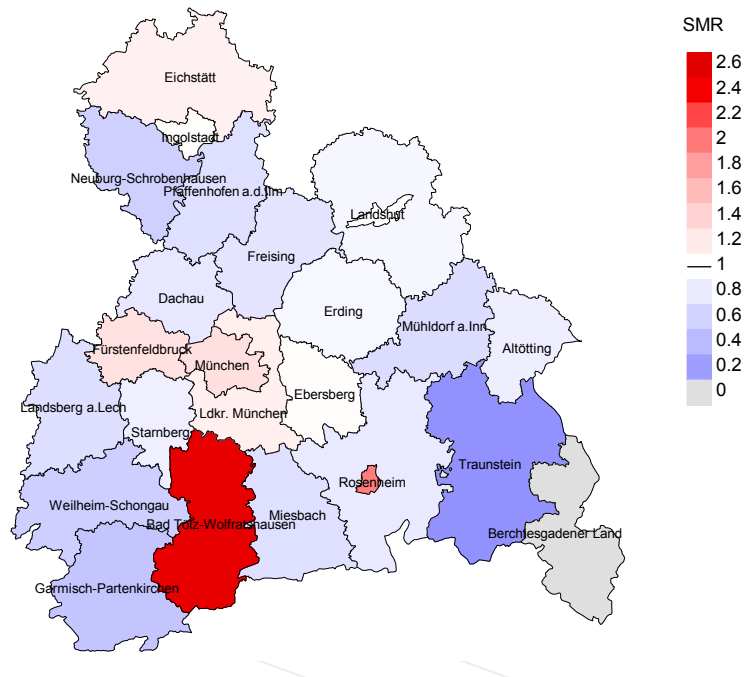 SMR
2.6
2.4
2.2
2
1.8
1.6
1.4
1.2
1
0.8
0.6
0.4
0.2
0
Eichstätt
Ingolstadt
Neuburg-Schrobenhausen
Pfaffenhofen a.d.Ilm
Landshut
Freising
Dachau
Erding
Mühldorf a.Inn
Altötting
Fürstenfeldbruck
München
Ebersberg
Landsberg a.Lech
Ldkr. München
Starnberg
Traunstein
Rosenheim
Weilheim-Schongau
Miesbach
Bad Tölz-Wolfratshausen
Berchtesgadener Land
Garmisch-Partenkirchen